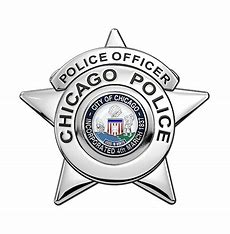 POLICE OFFICER
CHICAGO POLICE
CITY OF CHICAGO
INCORPORATED 4th MARCH 1837